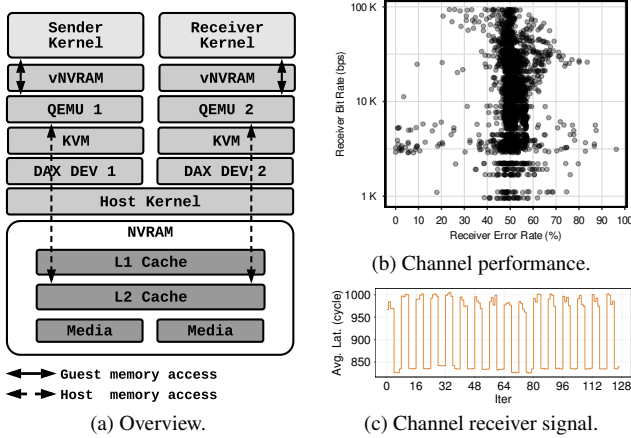 Sender
Kernel
Receiver
Kernel
vNVRAM
vNVRAM
QEMU 1
QEMU 2
KVM
KVM
DAX DEV 1
DAX DEV 2
Host Kernel
NVRAM
L1 Cache
L2 Cache
Media
Media
Guest memory access
Host memory access
(a) Overview.
Receiver Bit Rate (bps)
100 K
10 K
1 K
0 10 20 30 40 50 60 70 80 90 100
Receiver Error Rate (%)
(b) Channel performance.
Avg. Lat. (cycle)
1000
950
900
850
0 16 32 48 64 80 96 112 128
Iter
(c) Channel receiver signal.